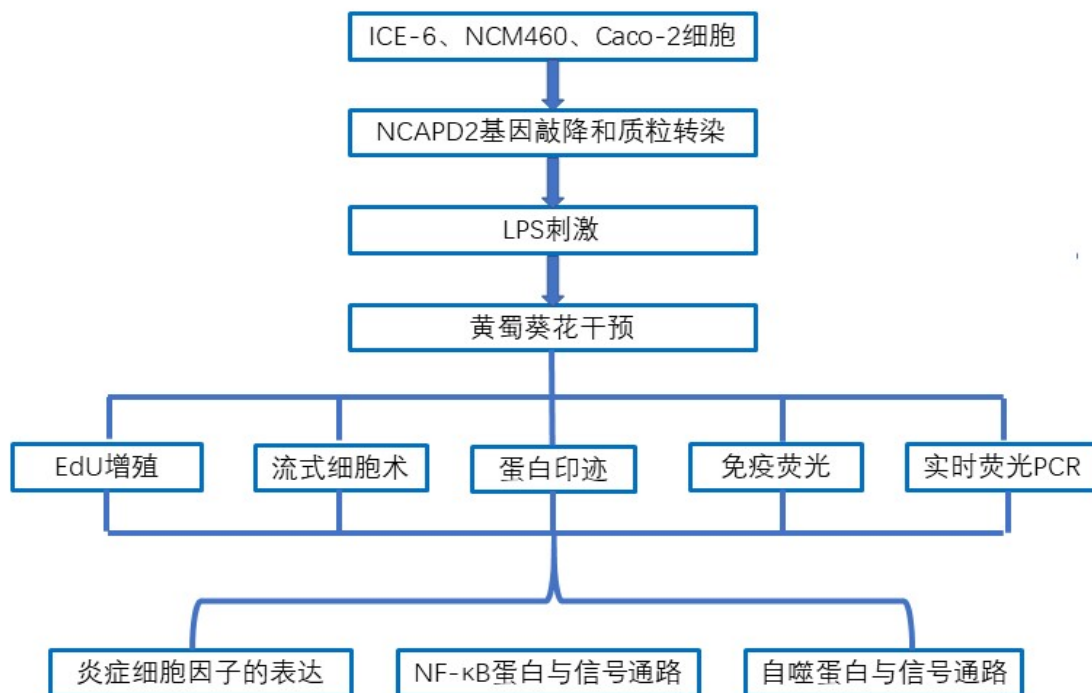 ICE-6、NCM460、Caco-2细胞
NCAPD2基因敲降和质粒转染
LPS刺激
黄蜀葵花干预
EdU增殖
流式细胞术
蛋白印迹
免疫荧光
实时荧光PCR
炎症细胞因子的表达
NF-κB蛋白与信号通路
自噬蛋白与信号通路